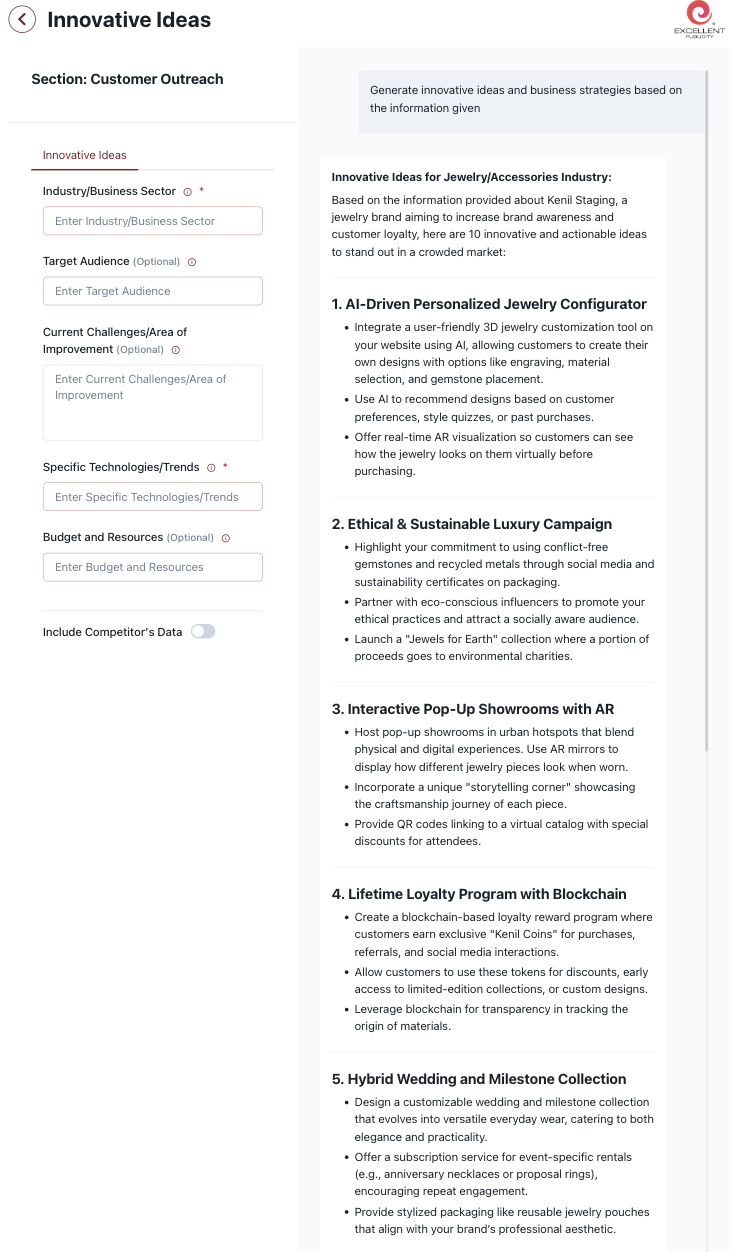 Innovative Ideas
EXCELLENT
PUBLICITY
Section: Customer Outreach
Innovative Ideas
Industry/Business Sector *
Enter Industry/Business Sector
Target Audience (Optional)
Enter Target Audience
Current Challenges/Area of
Improvement (Optional)
Enter Current Challenges/Area of
Improvement
Specific Technologies/Trends *
Enter Specific Technologies/Trends
Budget and Resources (Optional)
Enter Budget and Resources
Include Competitor's Data
Generate innovative ideas and business strategies based on
the information given
Innovative Ideas for Jewelry/Accessories Industry:
Based on the information provided about Kenil Staging, a
jewelry brand aiming to increase brand awareness and
customer loyalty, here are 10 innovative and actionable ideas
to stand out in a crowded market:
1. AI-Driven Personalized Jewelry Configurator
• Integrate a user-friendly 3D jewelry customization tool on
your website using AI, allowing customers to create their
own designs with options like engraving, material
selection, and gemstone placement.
• Use AI to recommend designs based on customer
preferences, style quizzes, or past purchases.
• Offer real-time AR visualization so customers can see
how the jewelry looks on them virtually before
purchasing.
2. Ethical & Sustainable Luxury Campaign
• Highlight your commitment to using conflict-free
gemstones and recycled metals through social media and
sustainability certificates on packaging.
• Partner with eco-conscious influencers to promote your
ethical practices and attract a socially aware audience.
• Launch a "Jewels for Earth" collection where a portion of
proceeds goes to environmental charities.
3. Interactive Pop-Up Showrooms with AR
• Host pop-up showrooms in urban hotspots that blend
physical and digital experiences. Use AR mirrors to
display how different jewelry pieces look when worn.
• Incorporate a unique "storytelling corner" showcasing
the craftsmanship journey of each piece.
• Provide QR codes linking to a virtual catalog with special
discounts for attendees.
4. Lifetime Loyalty Program with Blockchain
• Create a blockchain-based loyalty reward program where
customers earn exclusive "Kenil Coins" for purchases,
referrals, and social media interactions.
• Allow customers to use these tokens for discounts, early
access to limited-edition collections, or custom designs.
• Leverage blockchain for transparency in tracking the
origin of materials.
5. Hybrid Wedding and Milestone Collection
• Design a customizable wedding and milestone collection
that evolves into versatile everyday wear, catering to both
elegance and practicality.
• Offer a subscription service for event-specific rentals
(e.g., anniversary necklaces or proposal rings),
encouraging repeat engagement.
• Provide stylized packaging like reusable jewelry pouches
that align with your brand's professional aesthetic.